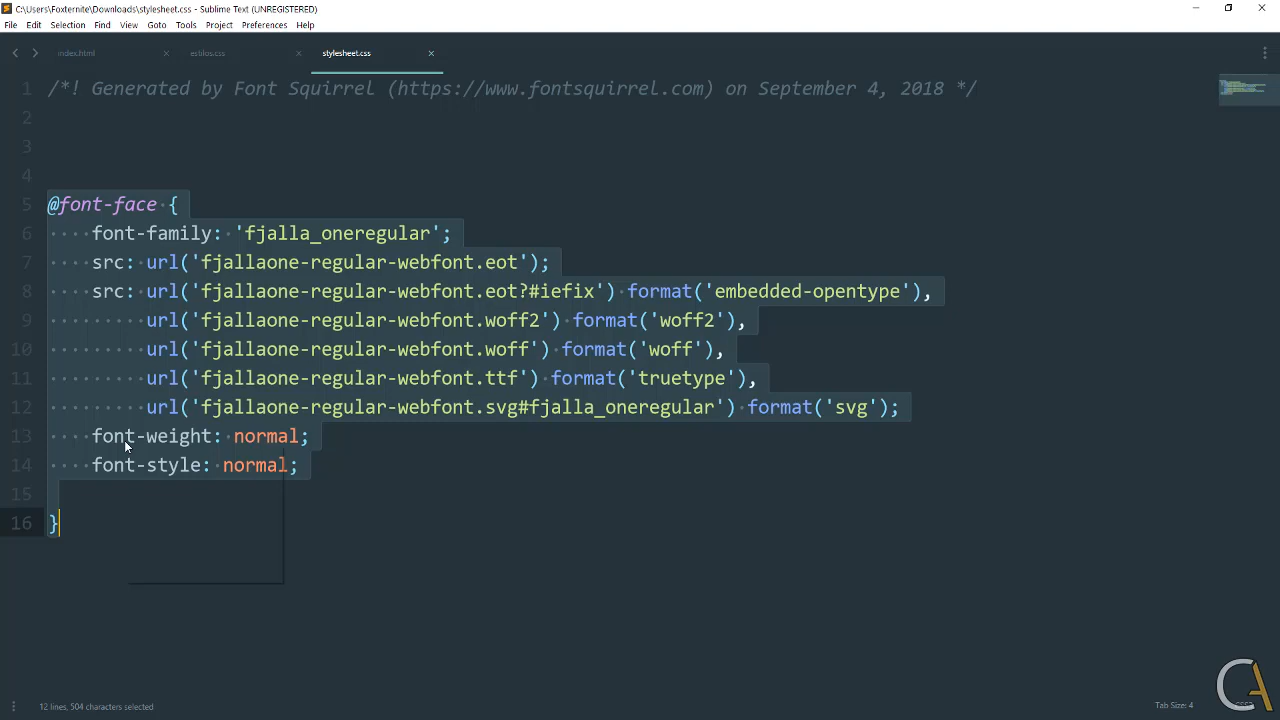 C:\Users\Foxternite\Downloads\stylesheet.css - Sublime Text (UNREGISTERED)
File Edit Selection Find View Goto Tools Project Preferences Help
index.html estilos.css stylesheet.css
1 /*! Generated by Font Squirrel (https://www.fontsquirrel.com) on September 4, 2018 */
2
3
4
5 @font-face {
6 font-family: 'fjalla_oneregular';
7 src: url('fjallaone-regular-webfont.eot');
8 src: url('fjallaone-regular-webfont.eot?#iefix') format('embedded-opentype'),
9 url('fjallaone-regular-webfont.woff2') format('woff2'),
10 url('fjallaone-regular-webfont.woff') format('woff'),
11 url('fjallaone-regular-webfont.ttf') format('truetype'),
12 url('fjallaone-regular-webfont.svg#fjalla_oneregular') format('svg');
13 font-weight: normal;
14 font-style: normal;
15
16 }
12 lines, 504 characters selected Tab Size: 4
CA